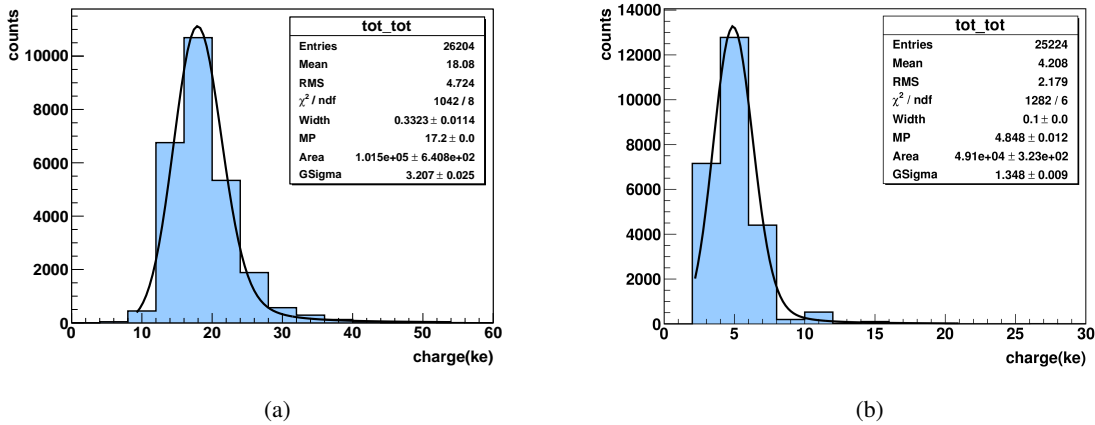 counts
10000
8000
6000
4000
2000
0
0 10 20 30 40 50 60
charge(ke)
tot_tot
Entries 26204
Mean 18.08
RMS 4.724
χ² / ndf 1042 / 8
Width 0.3323 ± 0.0114
MP 17.2 ± 0.0
Area 1.015e+05 ± 6.408e+02
GSigma 3.207 ± 0.025
(a)
counts
14000
12000
10000
8000
6000
4000
2000
0
0 5 10 15 20 25 30
charge(ke)
tot_tot
Entries 25224
Mean 4.208
RMS 2.179
χ² / ndf 1282 / 6
Width 0.1 ± 0.0
MP 4.848 ± 0.012
Area 4.91e+04 ± 3.23e+02
GSigma 1.348 ± 0.009
(b)